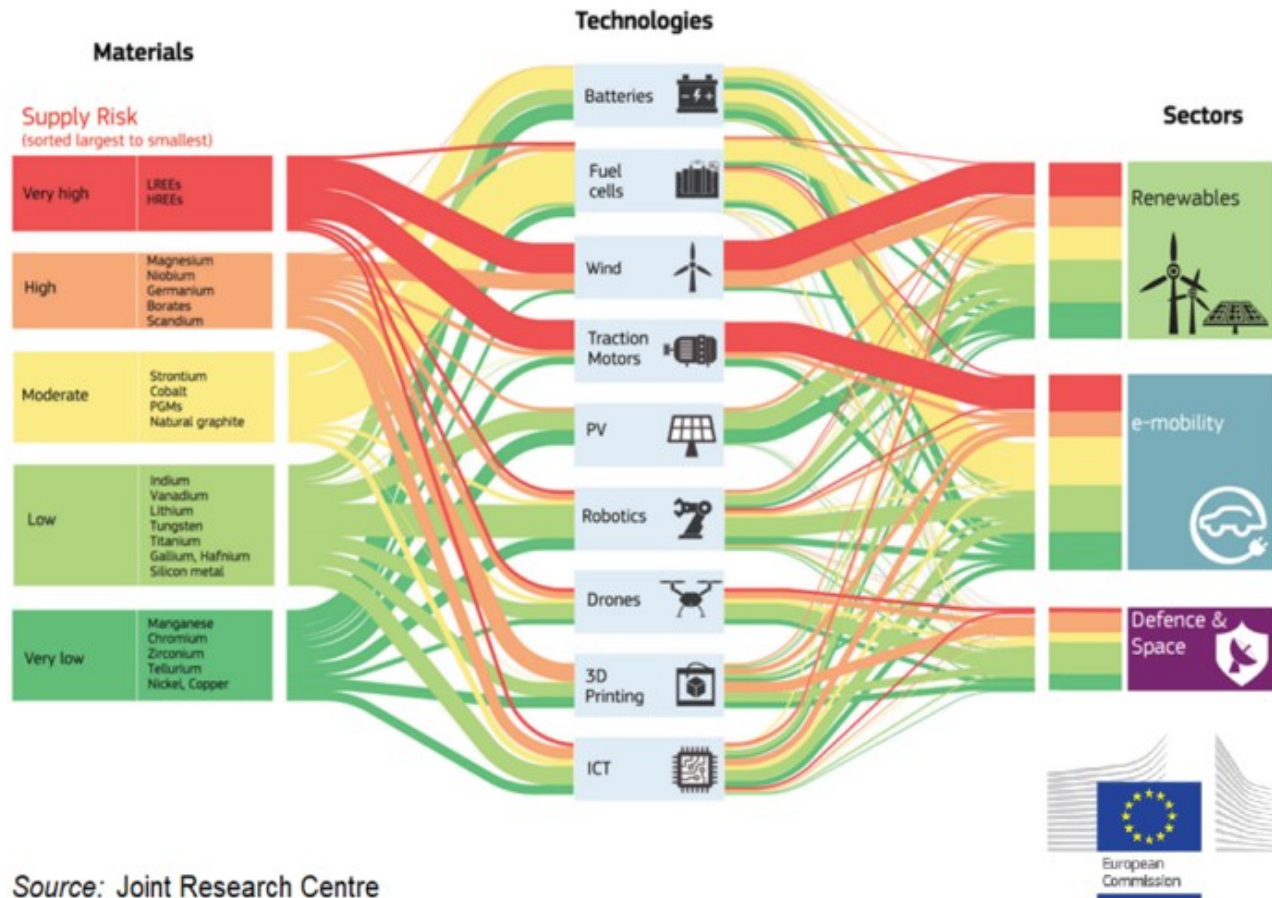 Technologies
Materials
Supply Risk
(sorted largest to smallest)
Very high
LREEs
HREEs
High
Magnesium
Niobium
Germanium
Borates
Scandium
Moderate
Strontium
Cobalt
PGMs
Natural graphite
Low
Indium
Vanadium
Lithium
Tungsten
Titanium
Gallium, Hafnium
Silicon metal
Very low
Manganese
Chromium
Zirconium
Tellurium
Nickel, Copper
Batteries
Fuel
cells
Wind
Traction
Motors
PV
Robotics
Drones
3D
Printing
ICT
Sectors
Renewables
e-mobility
Defence &
Space
European
Commission
Source: Joint Research Centre